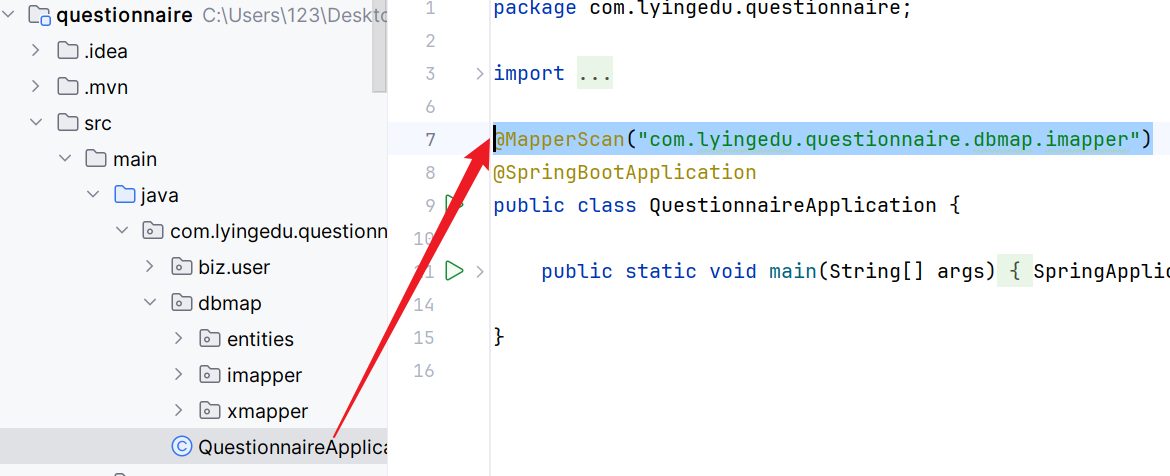 questionnaire C:\Users\123\Deskto
.idea
.mvn
src
main
java
com.lyingedu.questionn
biz.user
dbmap
entities
imapper
xmapper
QuestionnaireApplica
1 package com.lyingedu.questionnaire;
2
3 import ...
6
7 @MapperScan("com.lyingedu.questionnaire.dbmap.imapper")
8 @SpringBootApplication
9 public class QuestionnaireApplication {
10
11 public static void main(String[] args) { SpringApplic
14
15 }
16